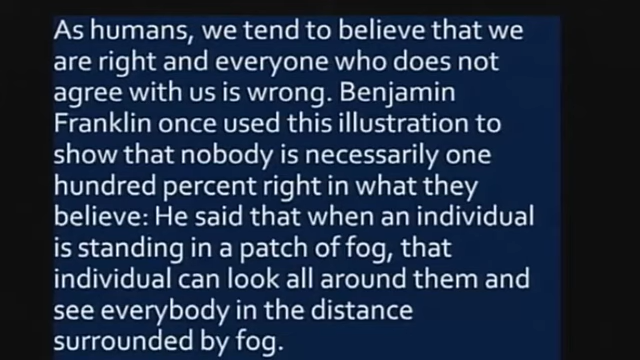 As humans, we tend to believe that we
are right and everyone who does not
agree with us is wrong. Benjamin
Franklin once used this illustration to
show that nobody is necessarily one
hundred percent right in what they
believe: He said that when an individual
is standing in a patch of fog, that
individual can look all around them and
see everybody in the distance
surrounded by fog.